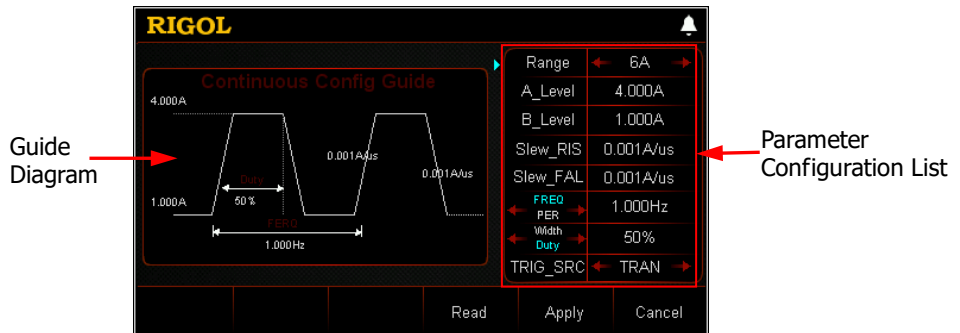 RIGOL
Continuous Config Guide
4.000A
0.001A/us
0.001A/us
Duty
50%
1.000A
FERQ
1.000Hz
Range 6A
A_Level 4.000A
B_Level 1.000A
Slew_RIS 0.001A/us
Slew_FAL 0.001A/us
FREQ
PER
1.000Hz
Width
Duty
50%
TRIG_SRC TRAN
Read Apply Cancel
Guide
Diagram
Parameter
Configuration List